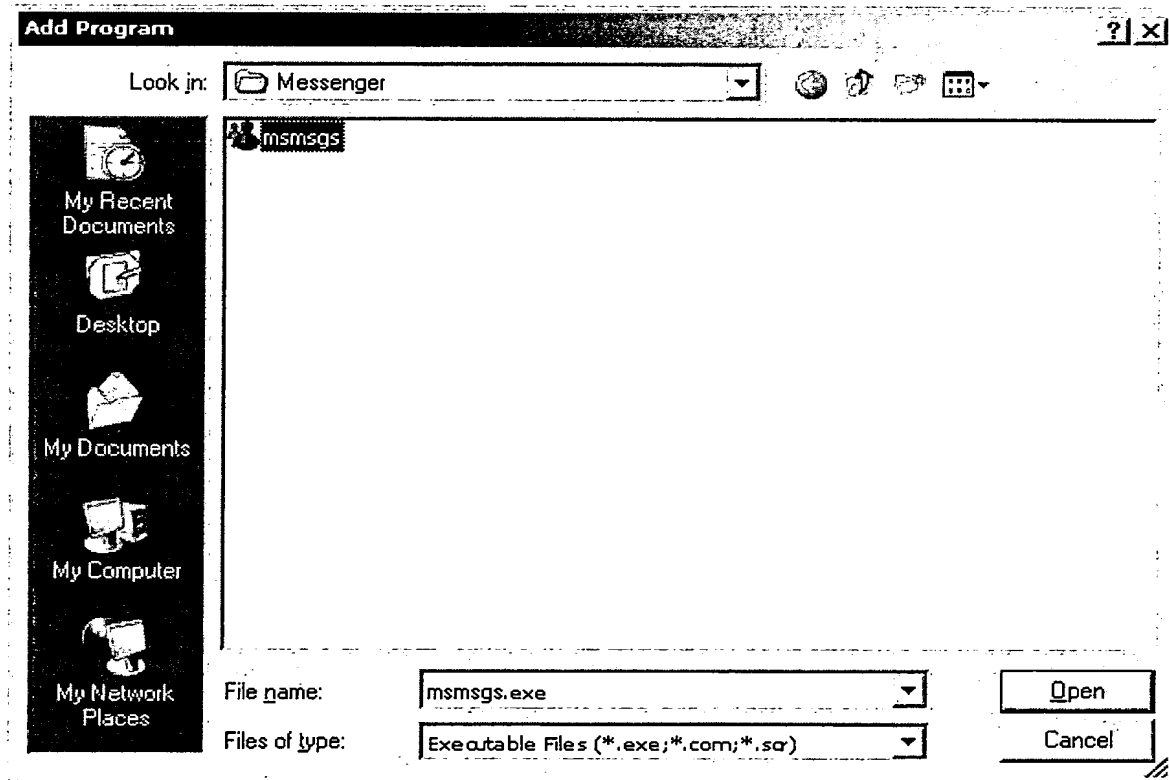 Add Program
Look in: Messenger
msmsgs
My Recent
Documents
Desktop
My Documents
My Computer
My Network
Places
File name: msmsgs.exe Open
Files of type: Executable Files (*.exe;*.com;*.scr) Cancel